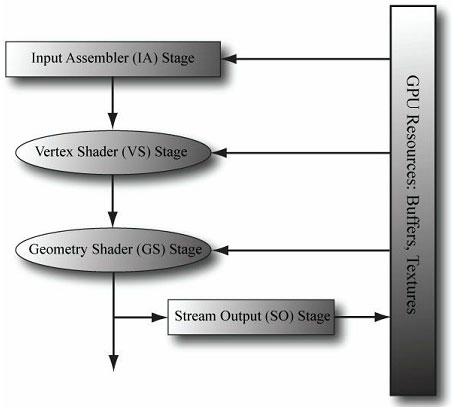 Input Assembler (IA) Stage
Vertex Shader (VS) Stage
Geometry Shader (GS) Stage
Stream Output (SO) Stage
GPU Resources: Buffers, Textures